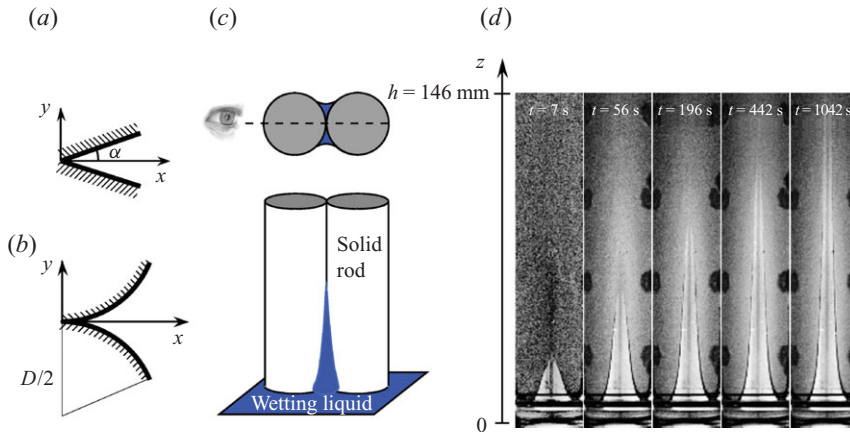 (a)
(c)
(d)
y
α
x
h = 146 mm
z
t = 7 s
t = 56 s
t = 196 s
t = 442 s
t = 1042 s
(b)
y
x
D/2
Solid
rod
Wetting liquid
0